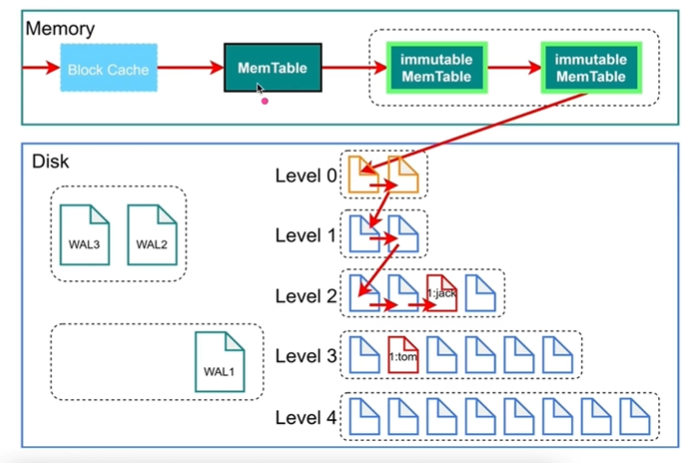 Memory
Block Cache
MemTable
immutable
MemTable
immutable
MemTable
Disk
WAL3
WAL2
WAL1
Level 0
Level 1
Level 2
1:jack
Level 3
1:tom
Level 4